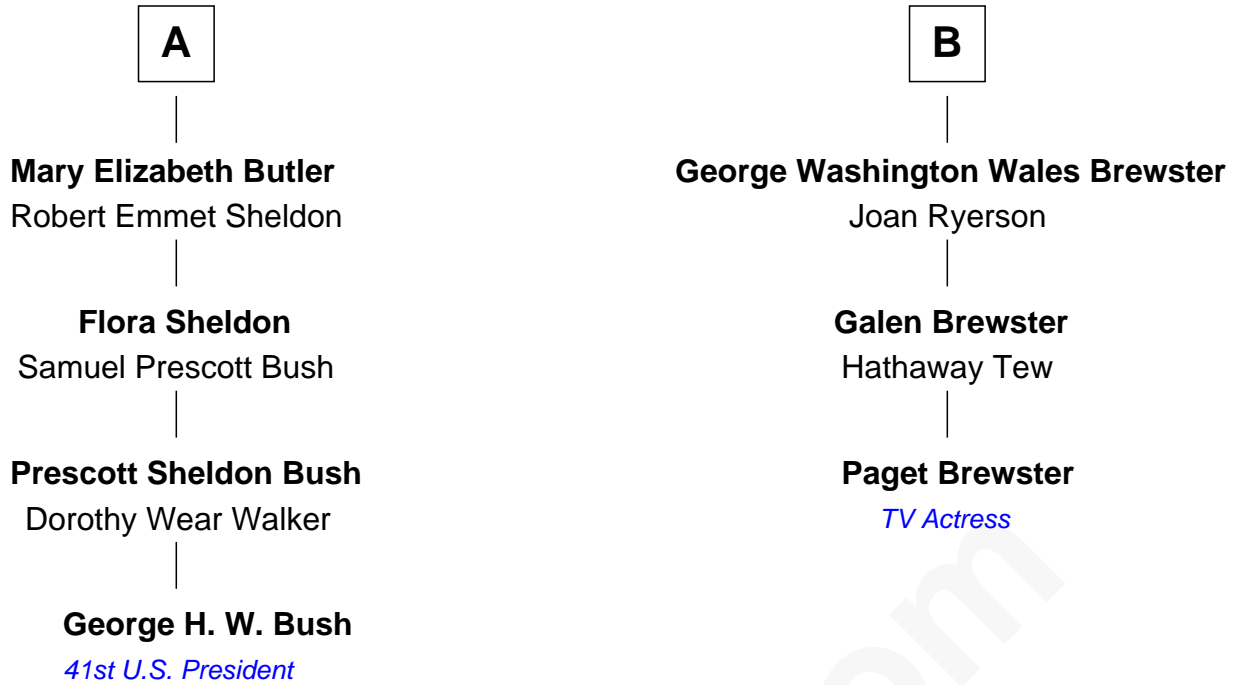 A
Mary Elizabeth Butler
Robert Emmet Sheldon
Flora Sheldon
Samuel Prescott Bush
Prescott Sheldon Bush
Dorothy Wear Walker
George H. W. Bush
41st U.S. President
B
George Washington Wales Brewster
Joan Ryerson
Galen Brewster
Hathaway Tew
Paget Brewster
TV Actress
om